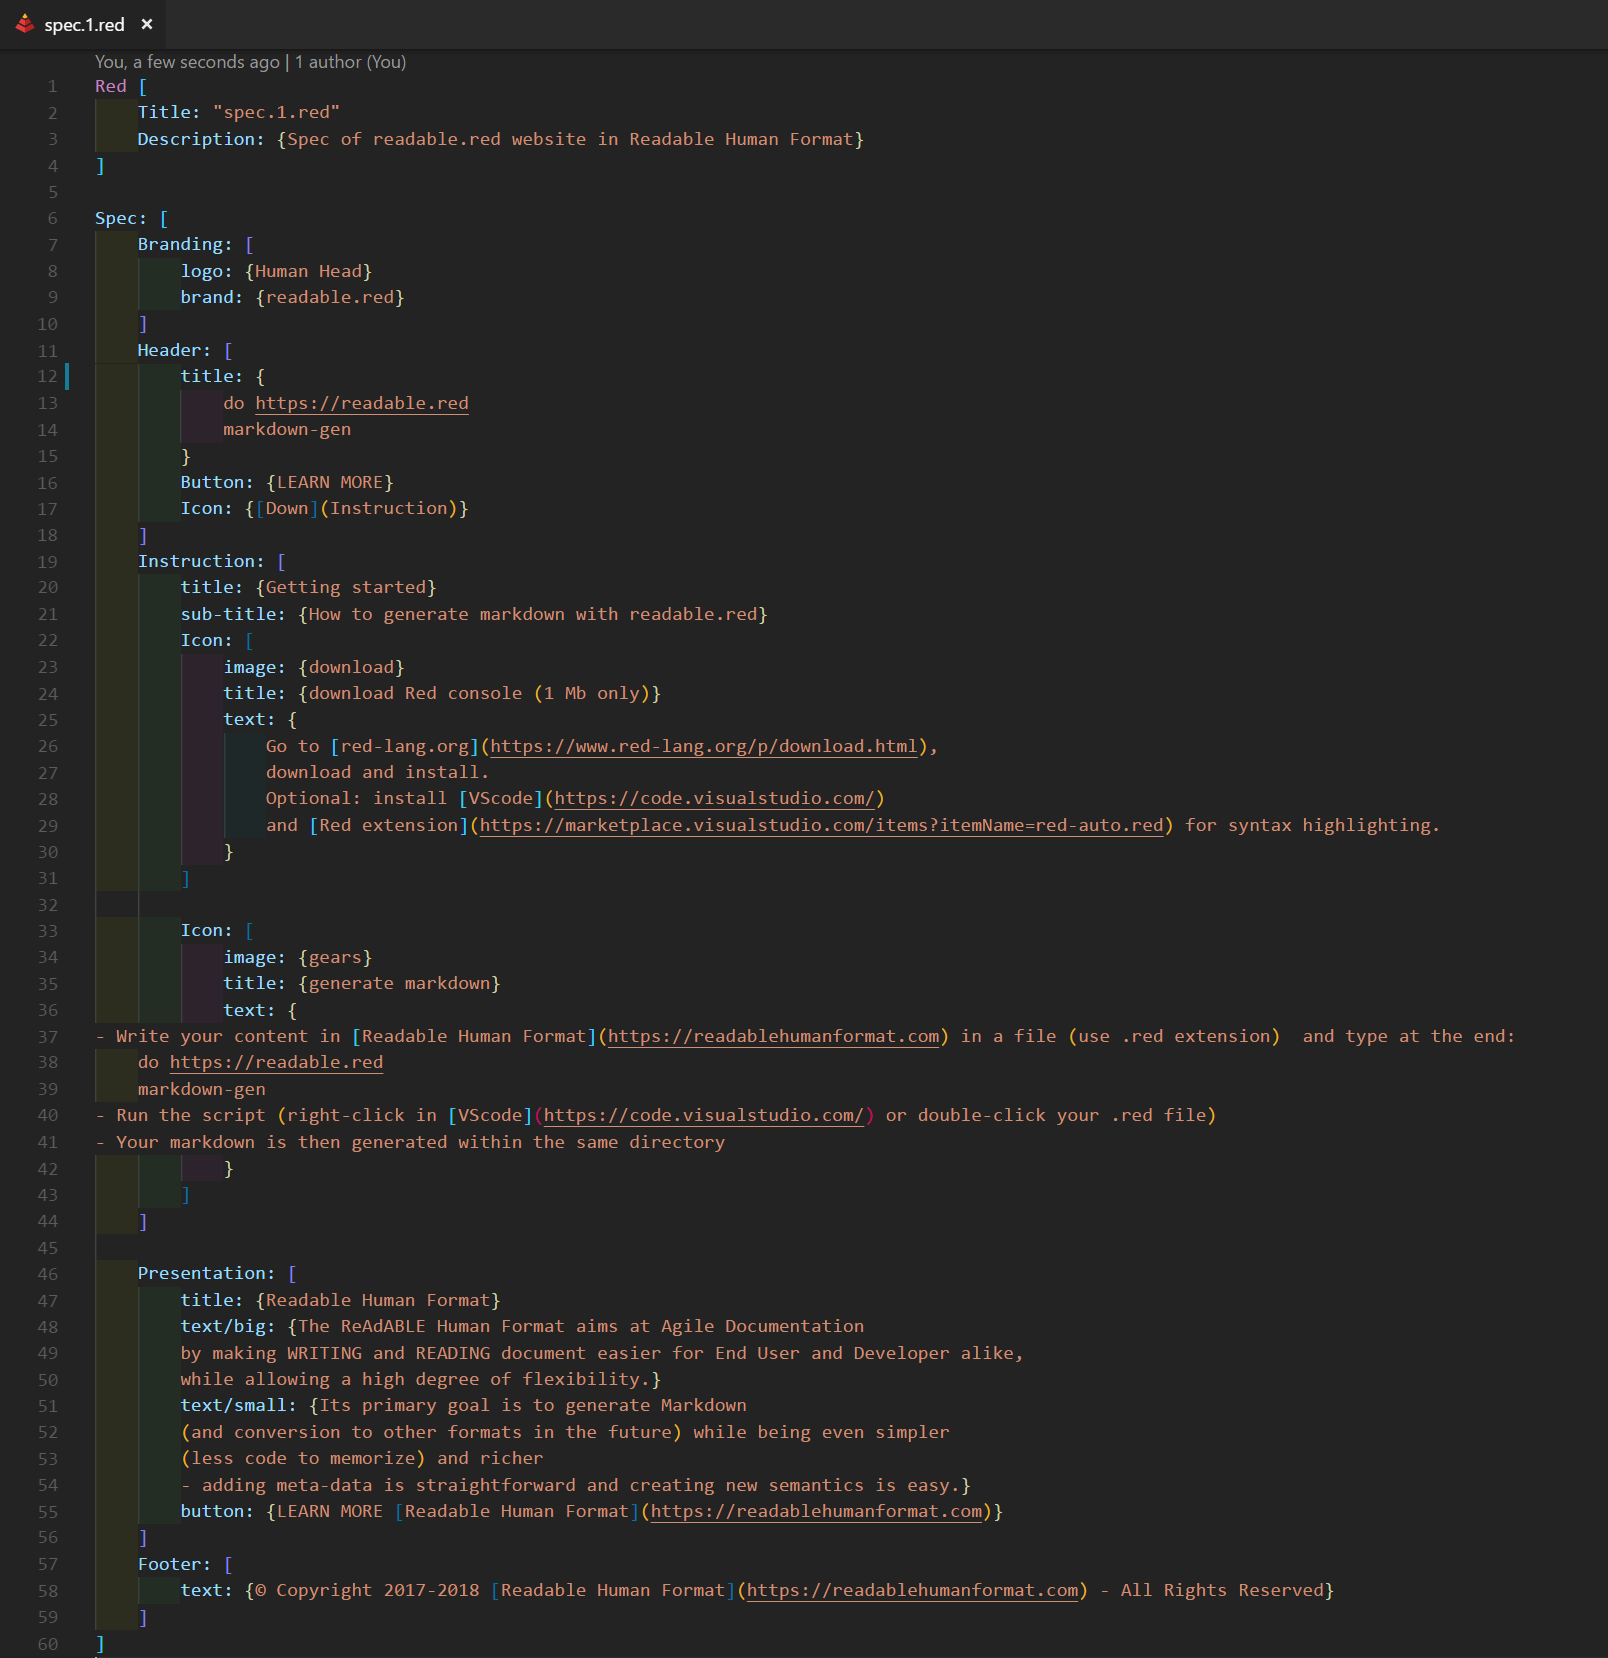 spec.1.red ×
You, a few seconds ago | 1 author (You)
1 Red [
2     Title: "spec.1.red"
3     Description: {Spec of readable.red website in Readable Human Format}
4 ]
5
6 Spec: [
7     Branding: [
8         logo: {Human Head}
9         brand: {readable.red}
10     ]
11     Header: [
12         title: {
13             do https://readable.red
14             markdown-gen
15         }
16         Button: {LEARN MORE}
17         Icon: {[Down](Instruction)}
18     ]
19     Instruction: [
20         title: {Getting started}
21         sub-title: {How to generate markdown with readable.red}
22         Icon: [
23             image: {download}
24             title: {download Red console (1 Mb only)}
25             text: {
26                 Go to [red-lang.org](https://www.red-lang.org/p/download.html),
27                 download and install.
28                 Optional: install [VScode](https://code.visualstudio.com/)
29                 and [Red extension](https://marketplace.visualstudio.com/items?itemName=red-auto.red) for syntax highlighting.
30             }
31         ]
32
33         Icon: [
34             image: {gears}
35             title: {generate markdown}
36             text: {
37 - Write your content in [Readable Human Format](https://readablehumanformat.com) in a file (use .red extension)  and type at the end:
38     do https://readable.red
39     markdown-gen
40 - Run the script (right-click in [VScode](https://code.visualstudio.com/) or double-click your .red file)
41 - Your markdown is then generated within the same directory
42             }
43         ]
44     ]
45
46     Presentation: [
47         title: {Readable Human Format}
48         text/big: {The ReAdABLE Human Format aims at Agile Documentation
49         by making WRITING and READING document easier for End User and Developer alike,
50         while allowing a high degree of flexibility.}
51         text/small: {Its primary goal is to generate Markdown
52         (and conversion to other formats in the future) while being even simpler
53         (less code to memorize) and richer
54         - adding meta-data is straightforward and creating new semantics is easy.}
55         button: {LEARN MORE [Readable Human Format](https://readablehumanformat.com)}
56     ]
57     Footer: [
58         text: {© Copyright 2017-2018 [Readable Human Format](https://readablehumanformat.com) - All Rights Reserved}
59     ]
60 ]